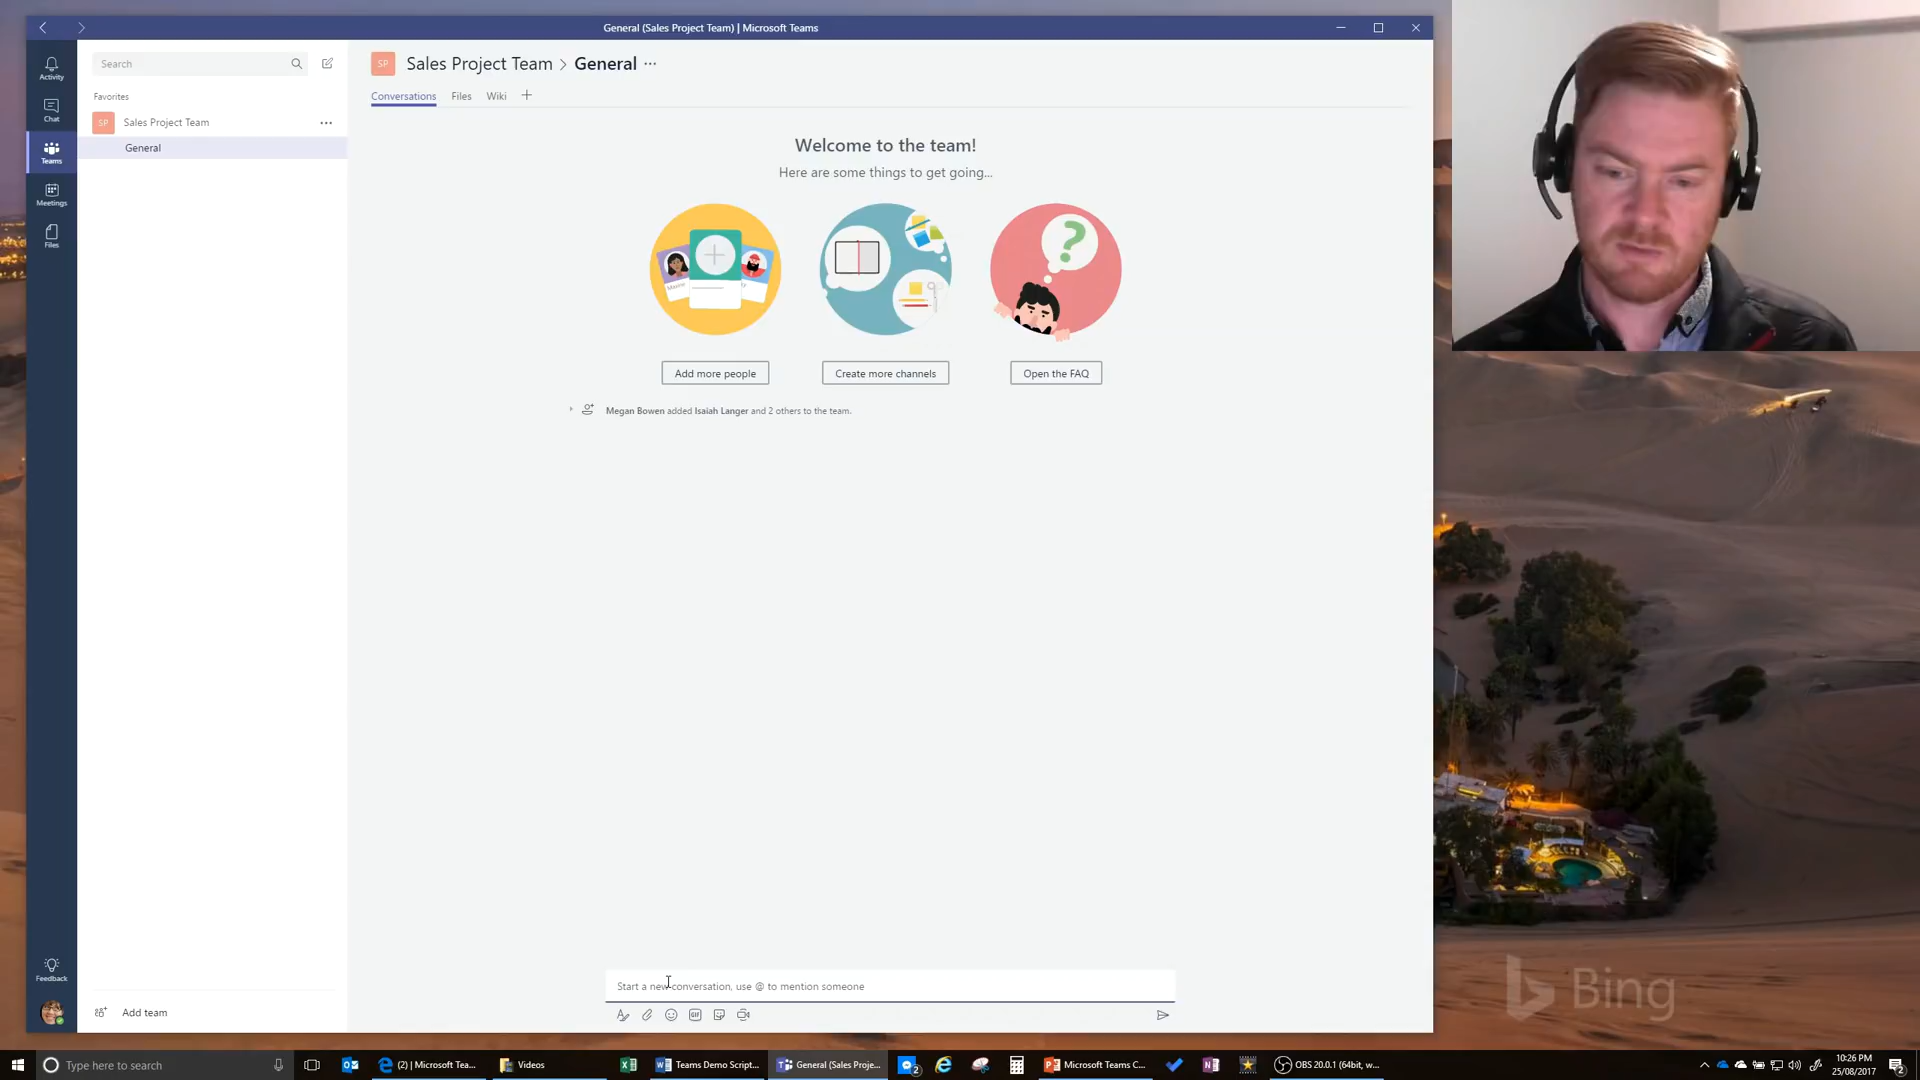 General (Sales Project Team) | Microsoft Teams
Activity
Chat
Teams
Meetings
Files
Feedback
Search
Favorites
SP Sales Project Team
General
Add team
SP Sales Project Team > General
Conversations Files Wiki
Welcome to the team!
Here are some things to get going...
Add more people
Create more channels
Open the FAQ
Megan Bowen added Isaiah Langer and 2 others to the team.
Start a new conversation, use @ to mention someone
GIF
Bing
Type here to search
(2) | Microsoft Tea...
Videos
Teams Demo Script...
General (Sales Proje...
2
Microsoft Teams C...
OBS 20.0.1 (64bit, w...
10:26 PM
25/08/2017